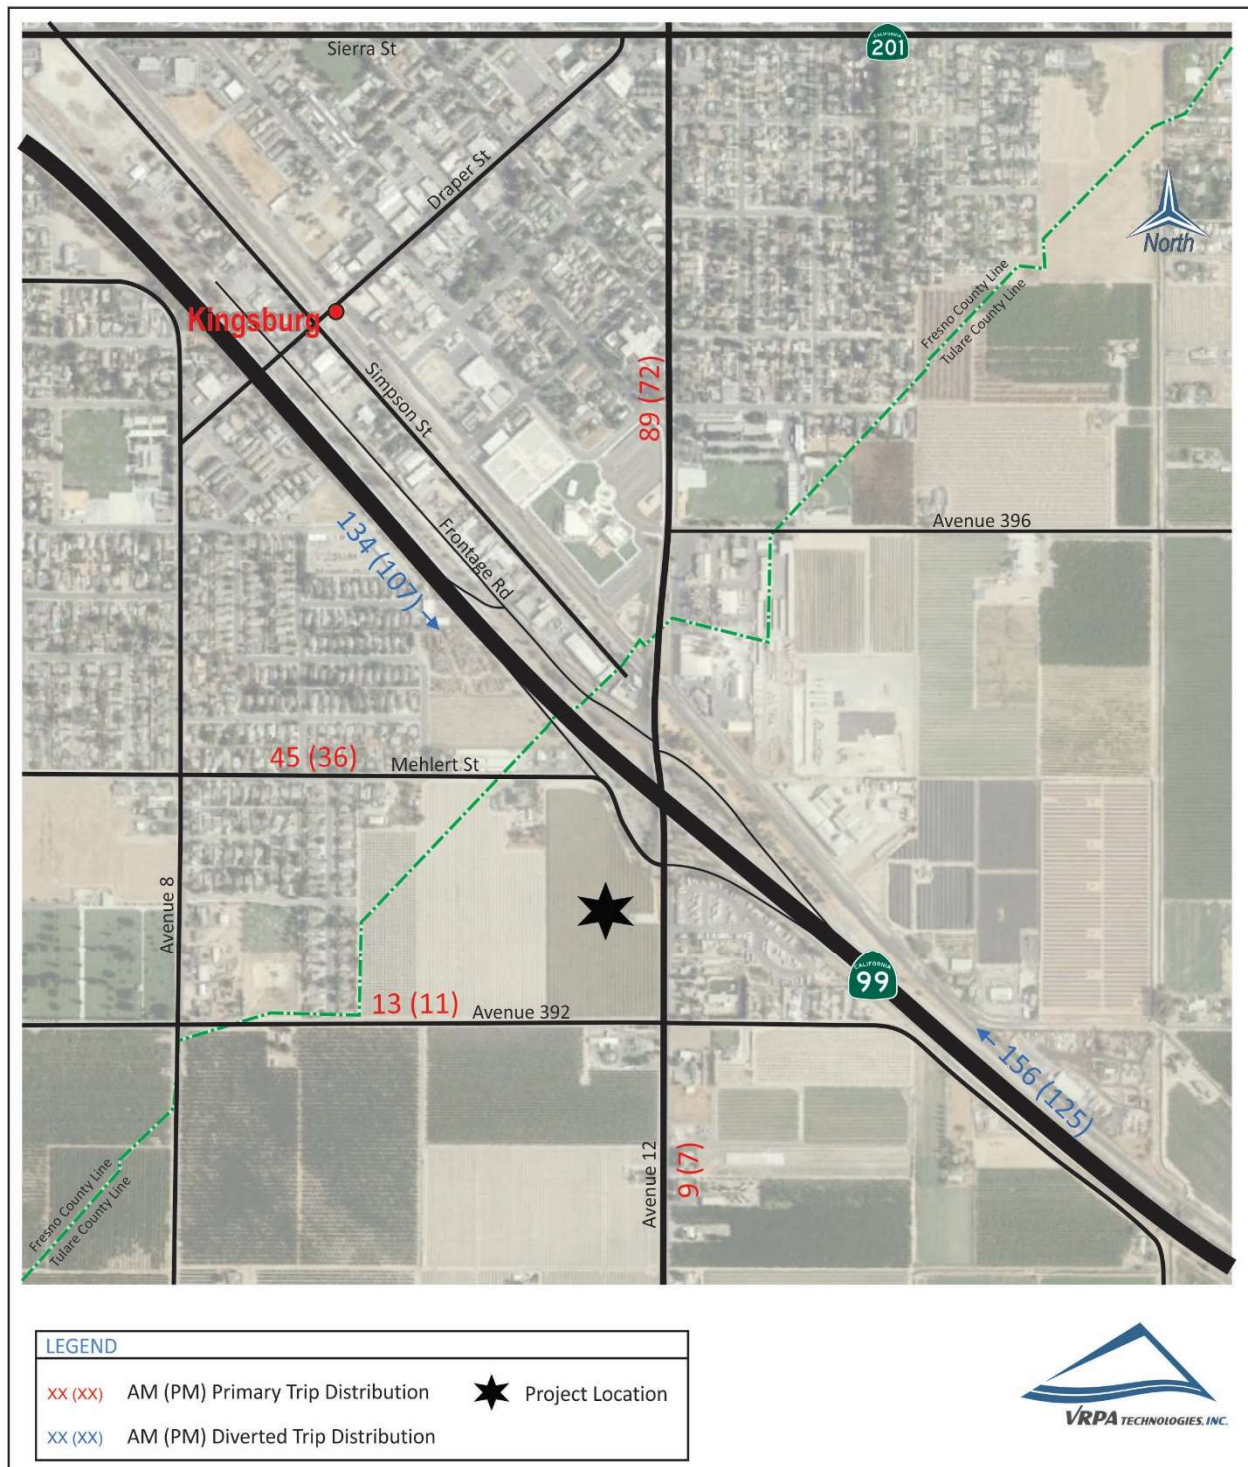 Sierra St
CALIFORNIA
201
Draper St
North
Kingsburg
Fresno County Line
Tulare County Line
Simpson St
89 (72)
134 (107)
Frontage Rd
Avenue 396
45 (36)
Mehlert St
Avenue 8
CALIFORNIA
99
13 (11)
Avenue 392
156 (125)
Avenue 12
9 (7)
Fresno County Line
Tulare County Line
LEGEND
XX (XX) AM (PM) Primary Trip Distribution
Project Location
XX (XX) AM (PM) Diverted Trip Distribution
VRPA TECHNOLOGIES, INC.